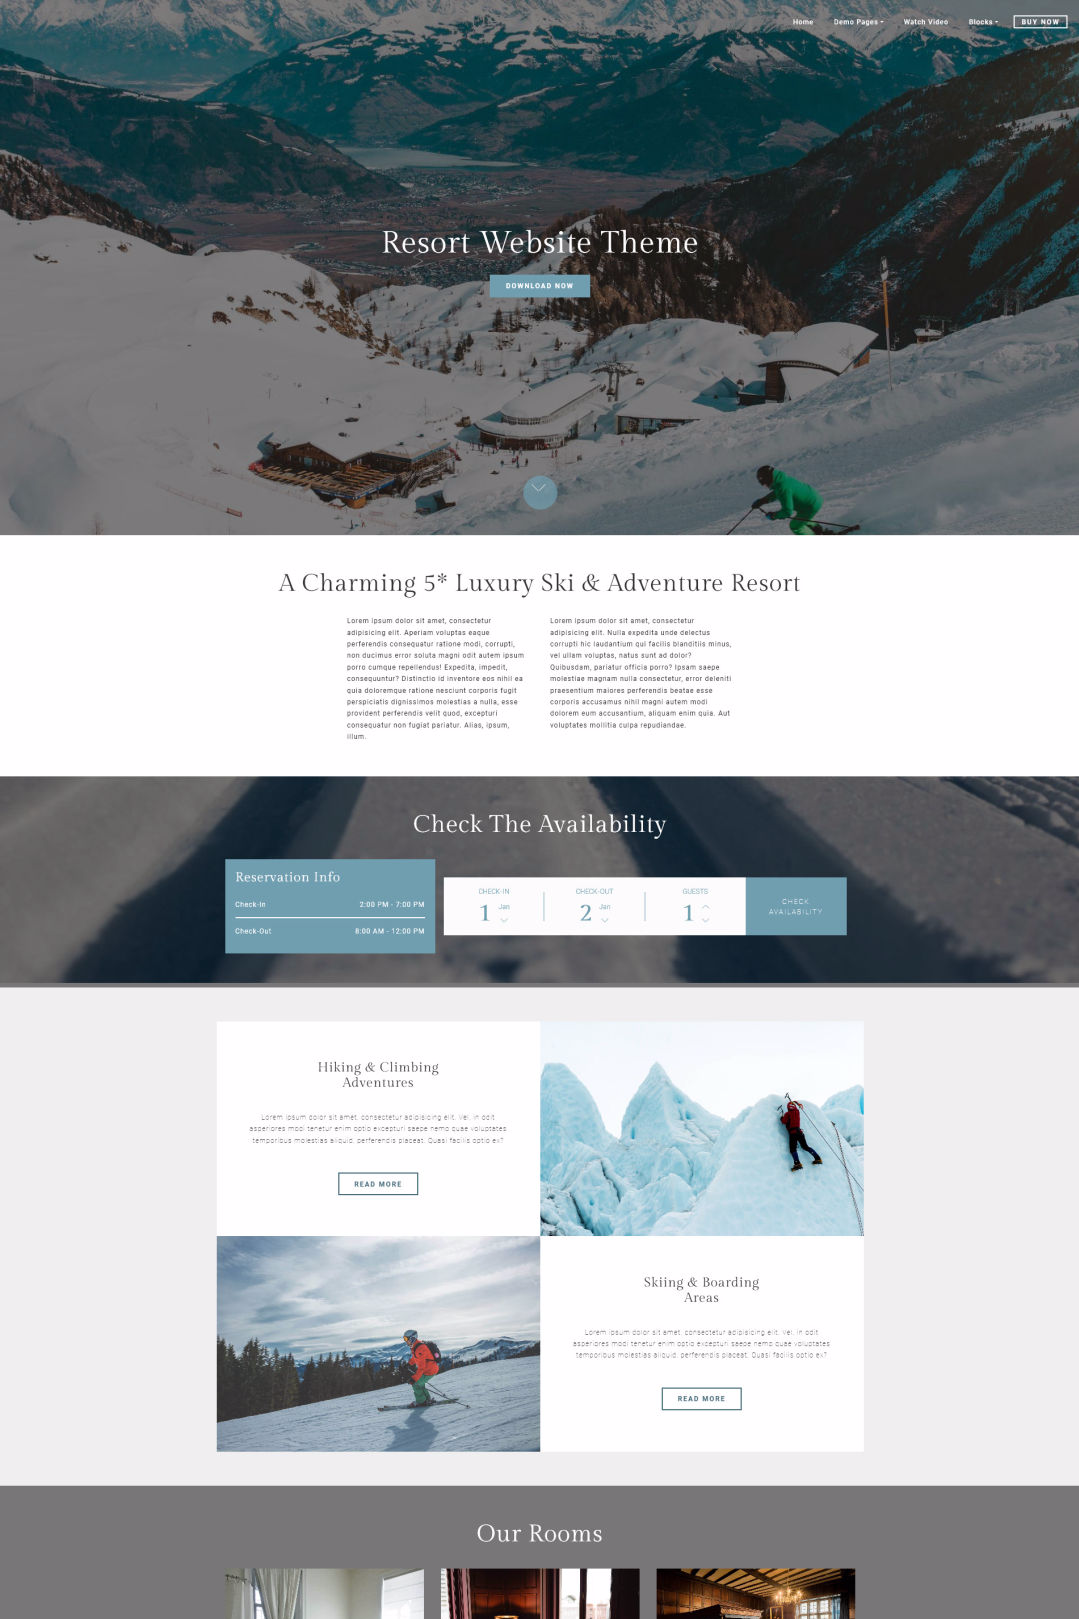 Home Demo Pages Watch Video Blocks BUY NOW
Resort Website Theme
DOWNLOAD NOW
A Charming 5* Luxury Ski & Adventure Resort
Lorem ipsum dolor sit amet, consectetur
adipisicing elit. Aperiam voluptas eaque
perferendis consequatur ratione modi, corrupti,
non ducimus error soluta magni odit autem ipsum
porro cumque repellendus! Expedita, impedit,
consequuntur? Distinctio id inventore eos nihil ea
quia doloremque ratione nesciunt corporis fugit
perspiciatis dignissimos molestias a nulla, esse
provident perferendis velit quod, excepturi
consequatur non fugiat pariatur. Alias, ipsum,
illum.
Lorem ipsum dolor sit amet, consectetur
adipisicing elit. Nulla expedita unde delectus
corrupti hic laudantium qui facilis blanditiis minus,
vel ullam voluptas, natus sunt ad dolor?
Quibusdam, pariatur officia porro? Ipsam saepe
molestiae magnam nulla consectetur, error deleniti
praesentium maiores perferendis beatae esse
corporis accusamus nihil magni autem modi
dolorem eum accusantium, aliquam enim quia. Aut
voluptates mollitia culpa repudiandae.
Check The Availability
Reservation Info
Check-In 2:00 PM - 7:00 PM
Check-Out 8:00 AM - 12:00 PM
CHECK-IN
1 Jan
CHECK-OUT
2 Jan
GUESTS
1
CHECK
AVAILABILITY
Hiking & Climbing
Adventures
Lorem ipsum dolor sit amet, consectetur adipisicing elit. Vel, in odit
asperiores modi tenetur enim optio excepturi saepe nemo quae voluptates
temporibus molestias aliquid, perferendis placeat. Quasi facilis optio ex?
READ MORE
Skiing & Boarding
Areas
Lorem ipsum dolor sit amet, consectetur adipisicing elit. Vel, in odit
asperiores modi tenetur enim optio excepturi saepe nemo quae voluptates
temporibus molestias aliquid, perferendis placeat. Quasi facilis optio ex?
READ MORE
Our Rooms